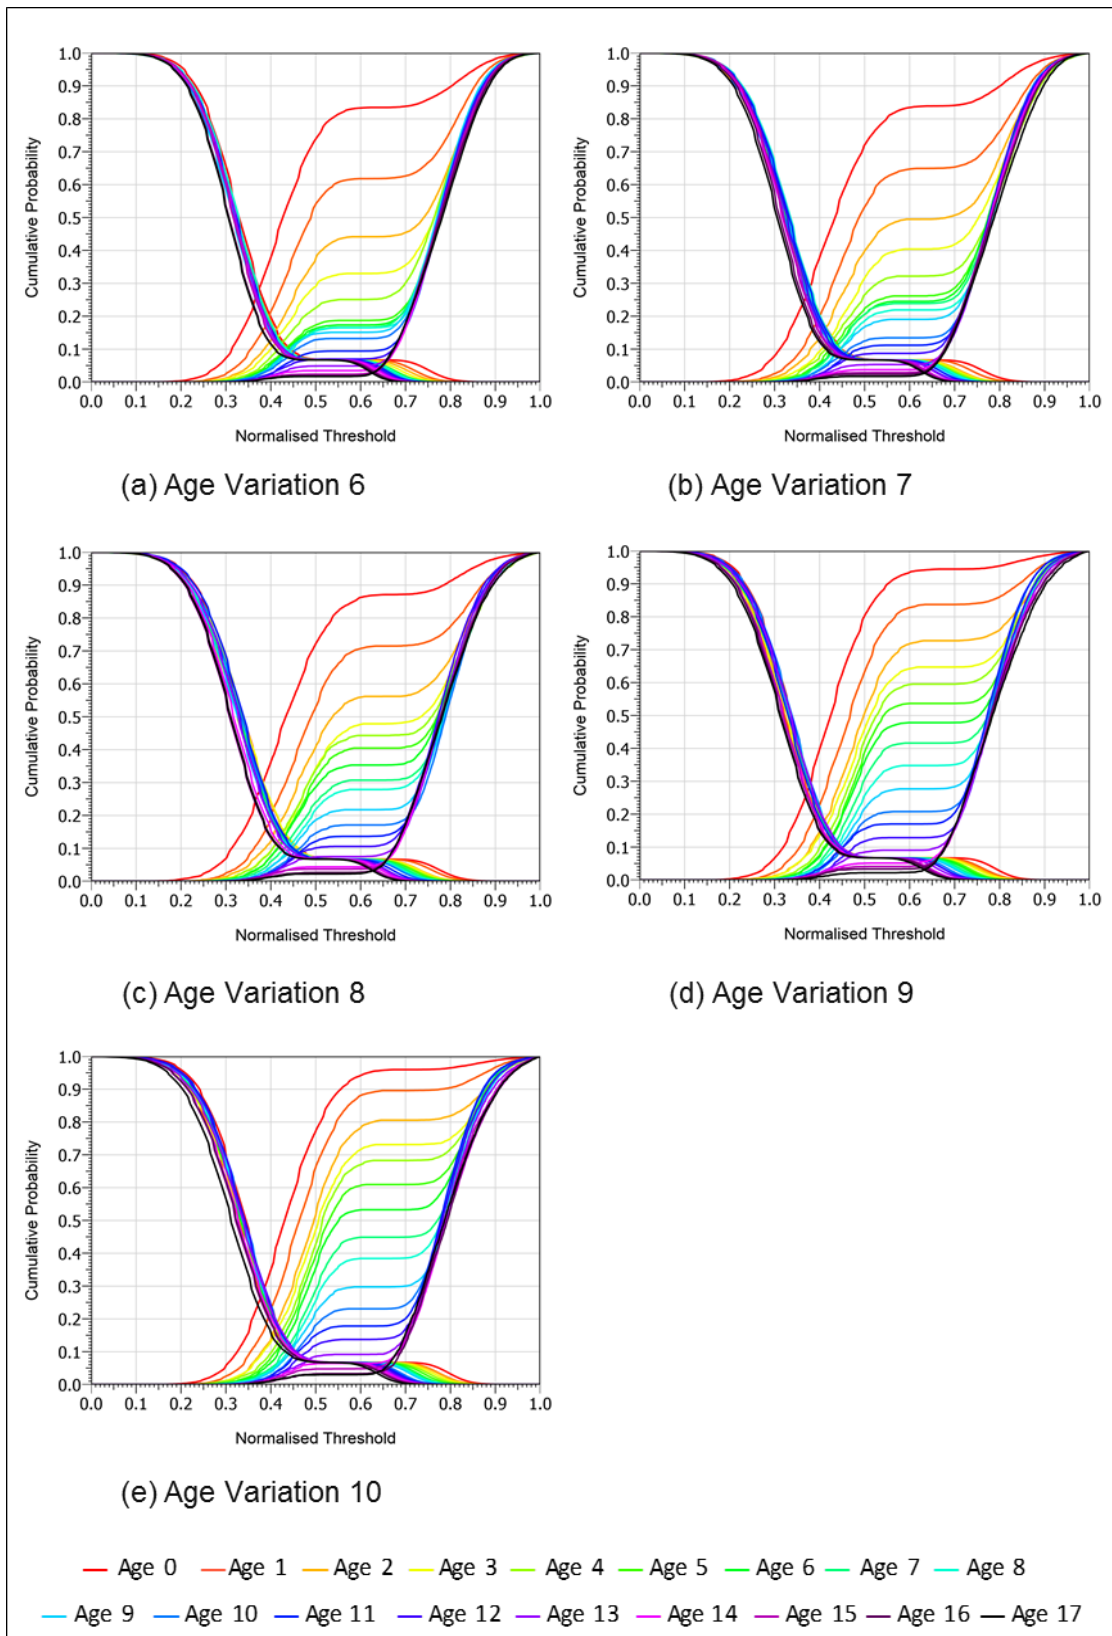 1.0
0.9
0.8
0.7
0.6
0.5
0.4
0.3
0.2
0.1
0.0
Cumulative Probability
0.0 0.1 0.2 0.3 0.4 0.5 0.6 0.7 0.8 0.9 1.0
Normalised Threshold
(a) Age Variation 6
1.0
0.9
0.8
0.7
0.6
0.5
0.4
0.3
0.2
0.1
0.0
Cumulative Probability
0.0 0.1 0.2 0.3 0.4 0.5 0.6 0.7 0.8 0.9 1.0
Normalised Threshold
(b) Age Variation 7
1.0
0.9
0.8
0.7
0.6
0.5
0.4
0.3
0.2
0.1
0.0
Cumulative Probability
0.0 0.1 0.2 0.3 0.4 0.5 0.6 0.7 0.8 0.9 1.0
Normalised Threshold
(c) Age Variation 8
1.0
0.9
0.8
0.7
0.6
0.5
0.4
0.3
0.2
0.1
0.0
Cumulative Probability
0.0 0.1 0.2 0.3 0.4 0.5 0.6 0.7 0.8 0.9 1.0
Normalised Threshold
(d) Age Variation 9
1.0
0.9
0.8
0.7
0.6
0.5
0.4
0.3
0.2
0.1
0.0
Cumulative Probability
0.0 0.1 0.2 0.3 0.4 0.5 0.6 0.7 0.8 0.9 1.0
Normalised Threshold
(e) Age Variation 10
Age 0 Age 1 Age 2 Age 3 Age 4 Age 5 Age 6 Age 7 Age 8
Age 9 Age 10 Age 11 Age 12 Age 13 Age 14 Age 15 Age 16 Age 17